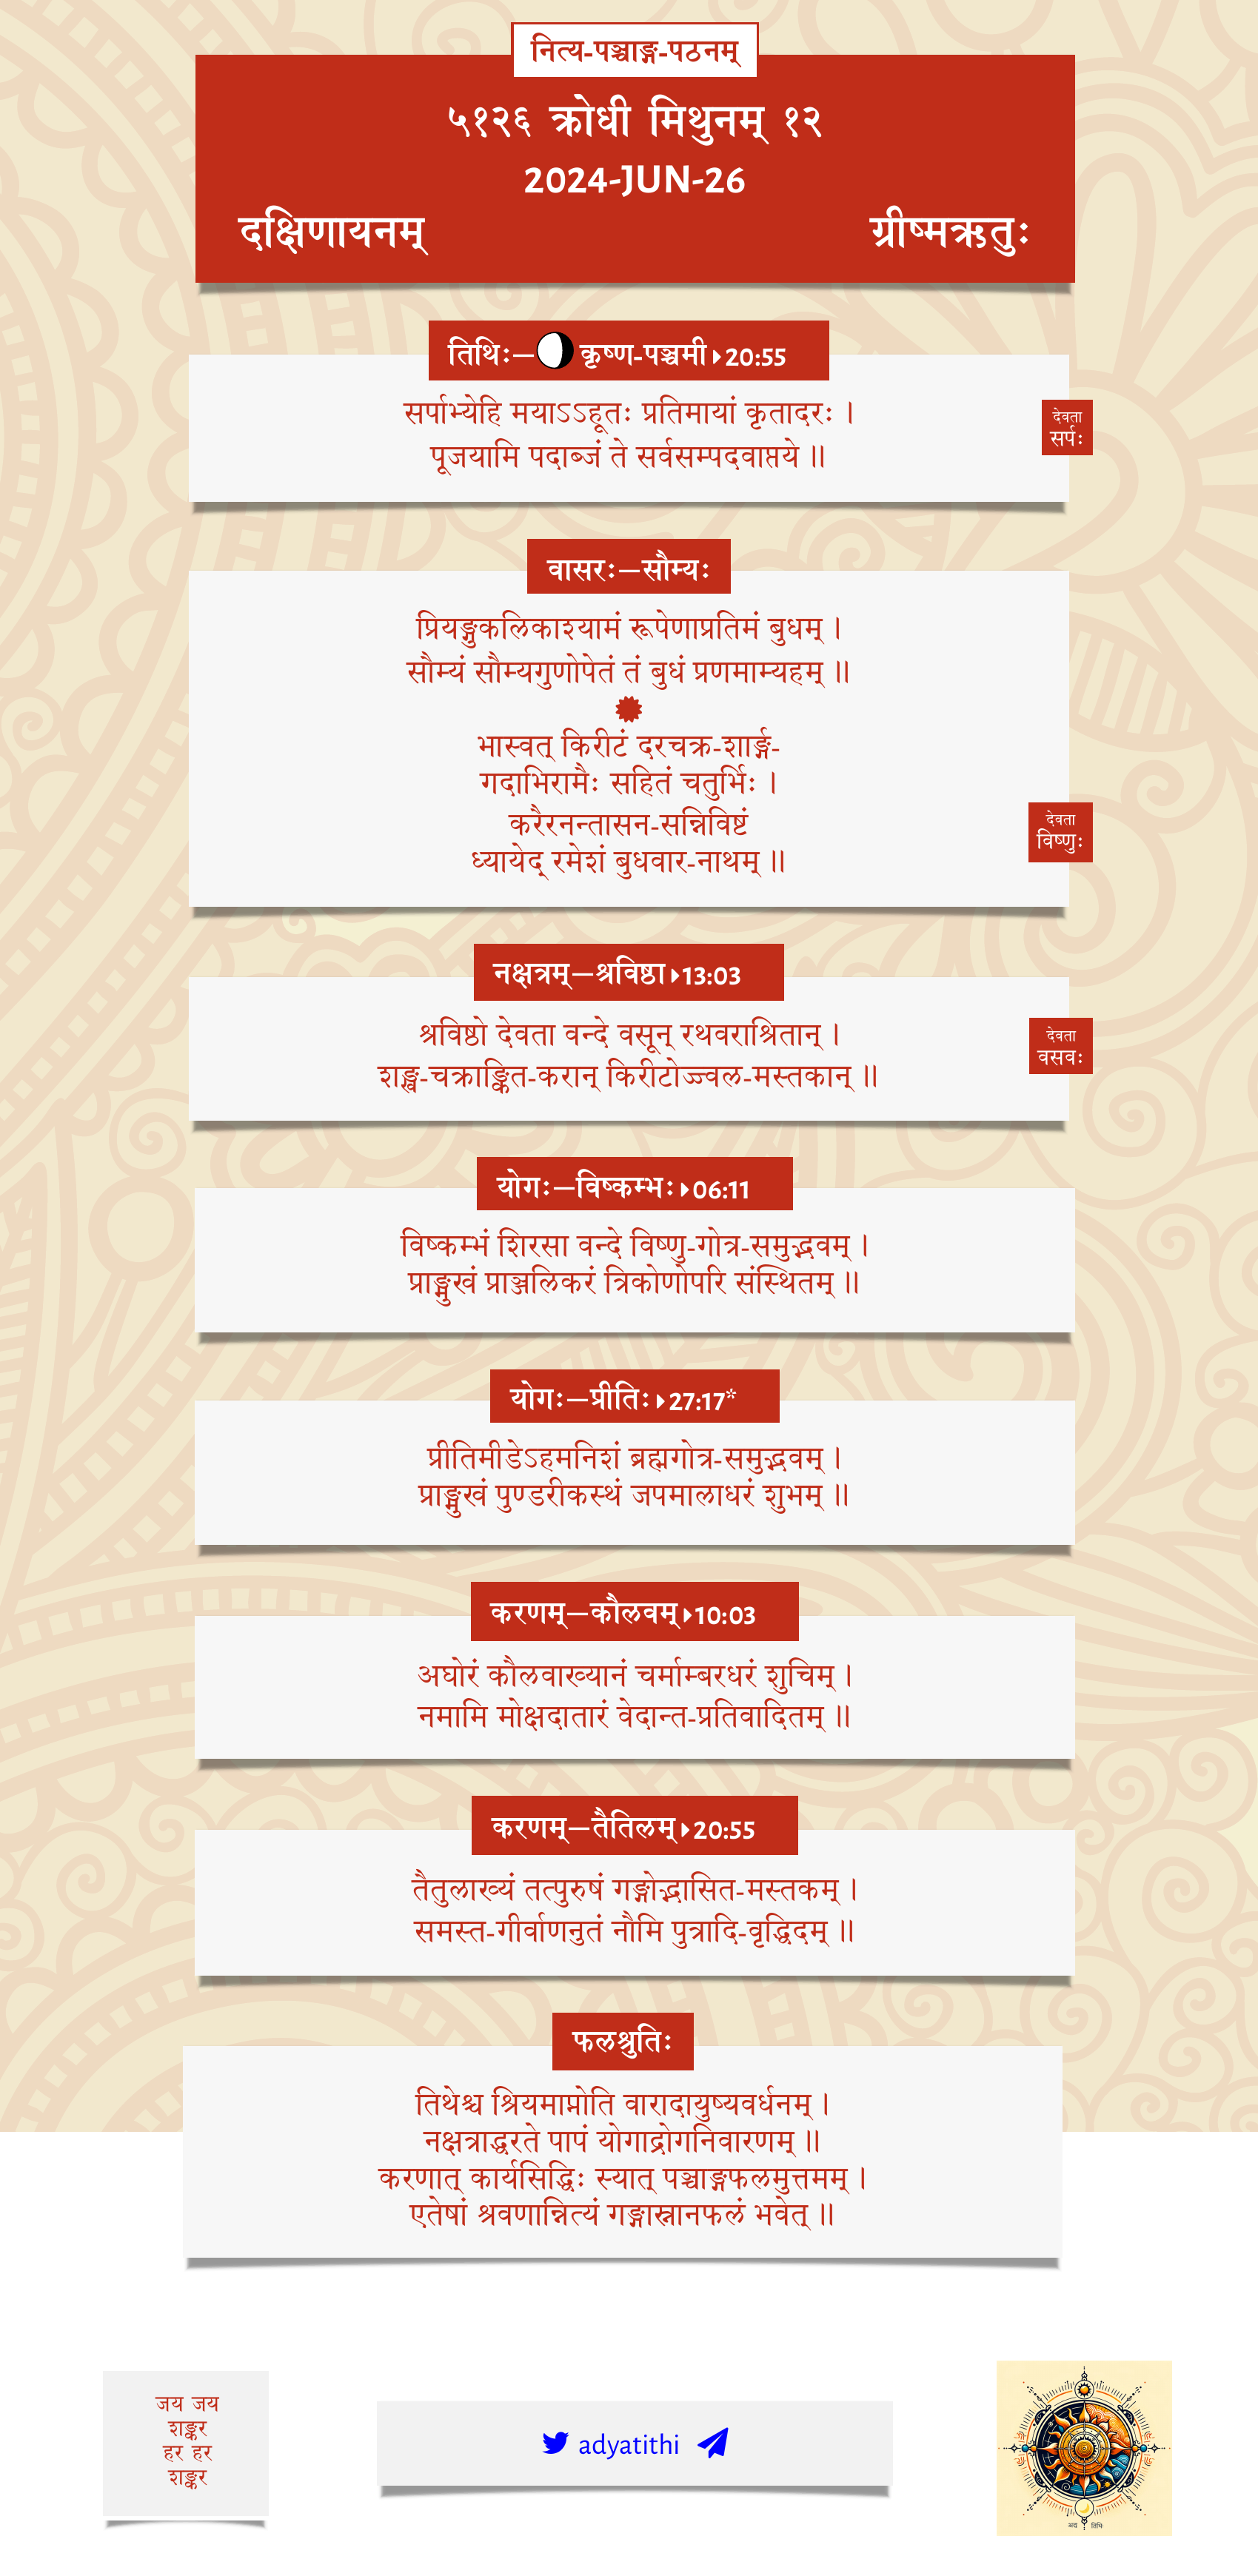 नित्य-पञ्चाङ्ग-पठनम्
५१२६ क्रोधी मिथुनम् १२
2024-JUN-26
दक्षिणायनम् ग्रीष्मऋतुः
तिथिः—कृष्ण-पञ्चमी 20:55
सर्पाभ्येहि मयाऽऽहूतः प्रतिमायां कृतादरः ।
पूजयामि पदाब्जं ते सर्वसम्पदवाप्तये ॥
देवता
सर्पः
वासरः—सौम्यः
प्रियङ्गुकलिकाश्यामं रूपेणाप्रतिमं बुधम् ।
सौम्यं सौम्यगुणोपेतं तं बुधं प्रणमाम्यहम् ॥
भास्वत् किरीटं दरचक्र-शार्ङ्ग-
गदाभिरामैः सहितं चतुर्भिः ।
करैरनन्तासन-सन्निविष्टं
ध्यायेद् रमेशं बुधवार-नाथम् ॥
देवता
विष्णुः
नक्षत्रम्—श्रविष्ठा 13:03
श्रविष्ठो देवता वन्दे वसून् रथवराश्रितान् ।
शङ्ख-चक्राङ्कित-करान् किरीटोज्ज्वल-मस्तकान् ॥
देवता
वसवः
योगः—विष्कम्भः 06:11
विष्कम्भं शिरसा वन्दे विष्णु-गोत्र-समुद्भवम् ।
प्राङ्मुखं प्राञ्जलिकरं त्रिकोणोपरि संस्थितम् ॥
योगः—प्रीतिः 27:17*
प्रीतिमीडेऽहमनिशं ब्रह्मगोत्र-समुद्भवम् ।
प्राङ्मुखं पुण्डरीकस्थं जपमालाधरं शुभम् ॥
करणम्—कौलवम् 10:03
अघोरं कौलवाख्यानं चर्माम्बरधरं शुचिम् ।
नमामि मोक्षदातारं वेदान्त-प्रतिवादितम् ॥
करणम्—तैतिलम् 20:55
तैतुलाख्यं तत्पुरुषं गङ्गोद्भासित-मस्तकम् ।
समस्त-गीर्वाणनुतं नौमि पुत्रादि-वृद्धिदम् ॥
फलश्रुतिः
तिथेश्च श्रियमाप्नोति वारादायुष्यवर्धनम् ।
नक्षत्राद्धरते पापं योगाद्रोगनिवारणम् ॥
करणात् कार्यसिद्धिः स्यात् पञ्चाङ्गफलमुत्तमम् ।
एतेषां श्रवणान्नित्यं गङ्गास्नानफलं भवेत् ॥
जय जय
शङ्कर
हर हर
शङ्कर
adyatithi
अद्य तिथिः